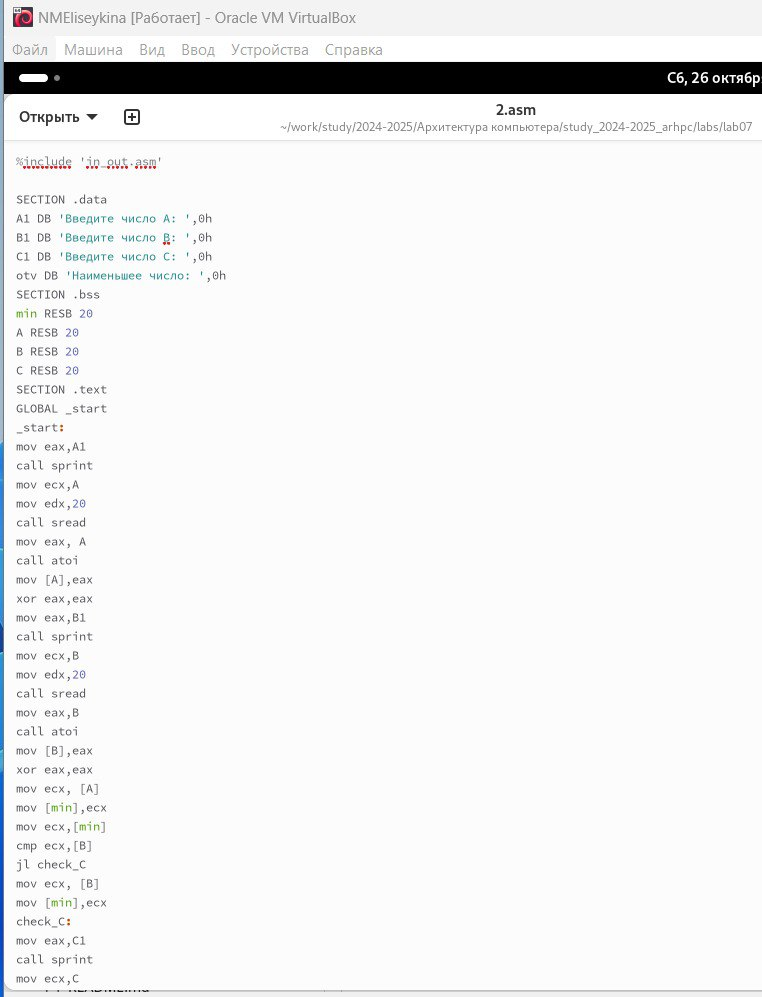 NMEliseykina [Работает] - Oracle VM VirtualBox
Файл Машина Вид Ввод Устройства Справка
Сб, 26 октябр
Открыть
2.asm
~/work/study/2024-2025/Архитектура компьютера/study_2024-2025_arhpc/labs/lab07
%include 'in_out.asm'
SECTION .data
A1 DB 'Введите число A: ',0h
B1 DB 'Введите число B: ',0h
C1 DB 'Введите число C: ',0h
otv DB 'Наименьшее число: ',0h
SECTION .bss
min RESB 20
A RESB 20
B RESB 20
C RESB 20
SECTION .text
GLOBAL _start
_start:
mov eax,A1
call sprint
mov ecx,A
mov edx,20
call sread
mov eax, A
call atoi
mov [A],eax
xor eax,eax
mov eax,B1
call sprint
mov ecx,B
mov edx,20
call sread
mov eax,B
call atoi
mov [B],eax
xor eax,eax
mov ecx, [A]
mov [min],ecx
mov ecx,[min]
cmp ecx,[B]
jl check_C
mov ecx, [B]
mov [min],ecx
check_C:
mov eax,C1
call sprint
mov ecx,C